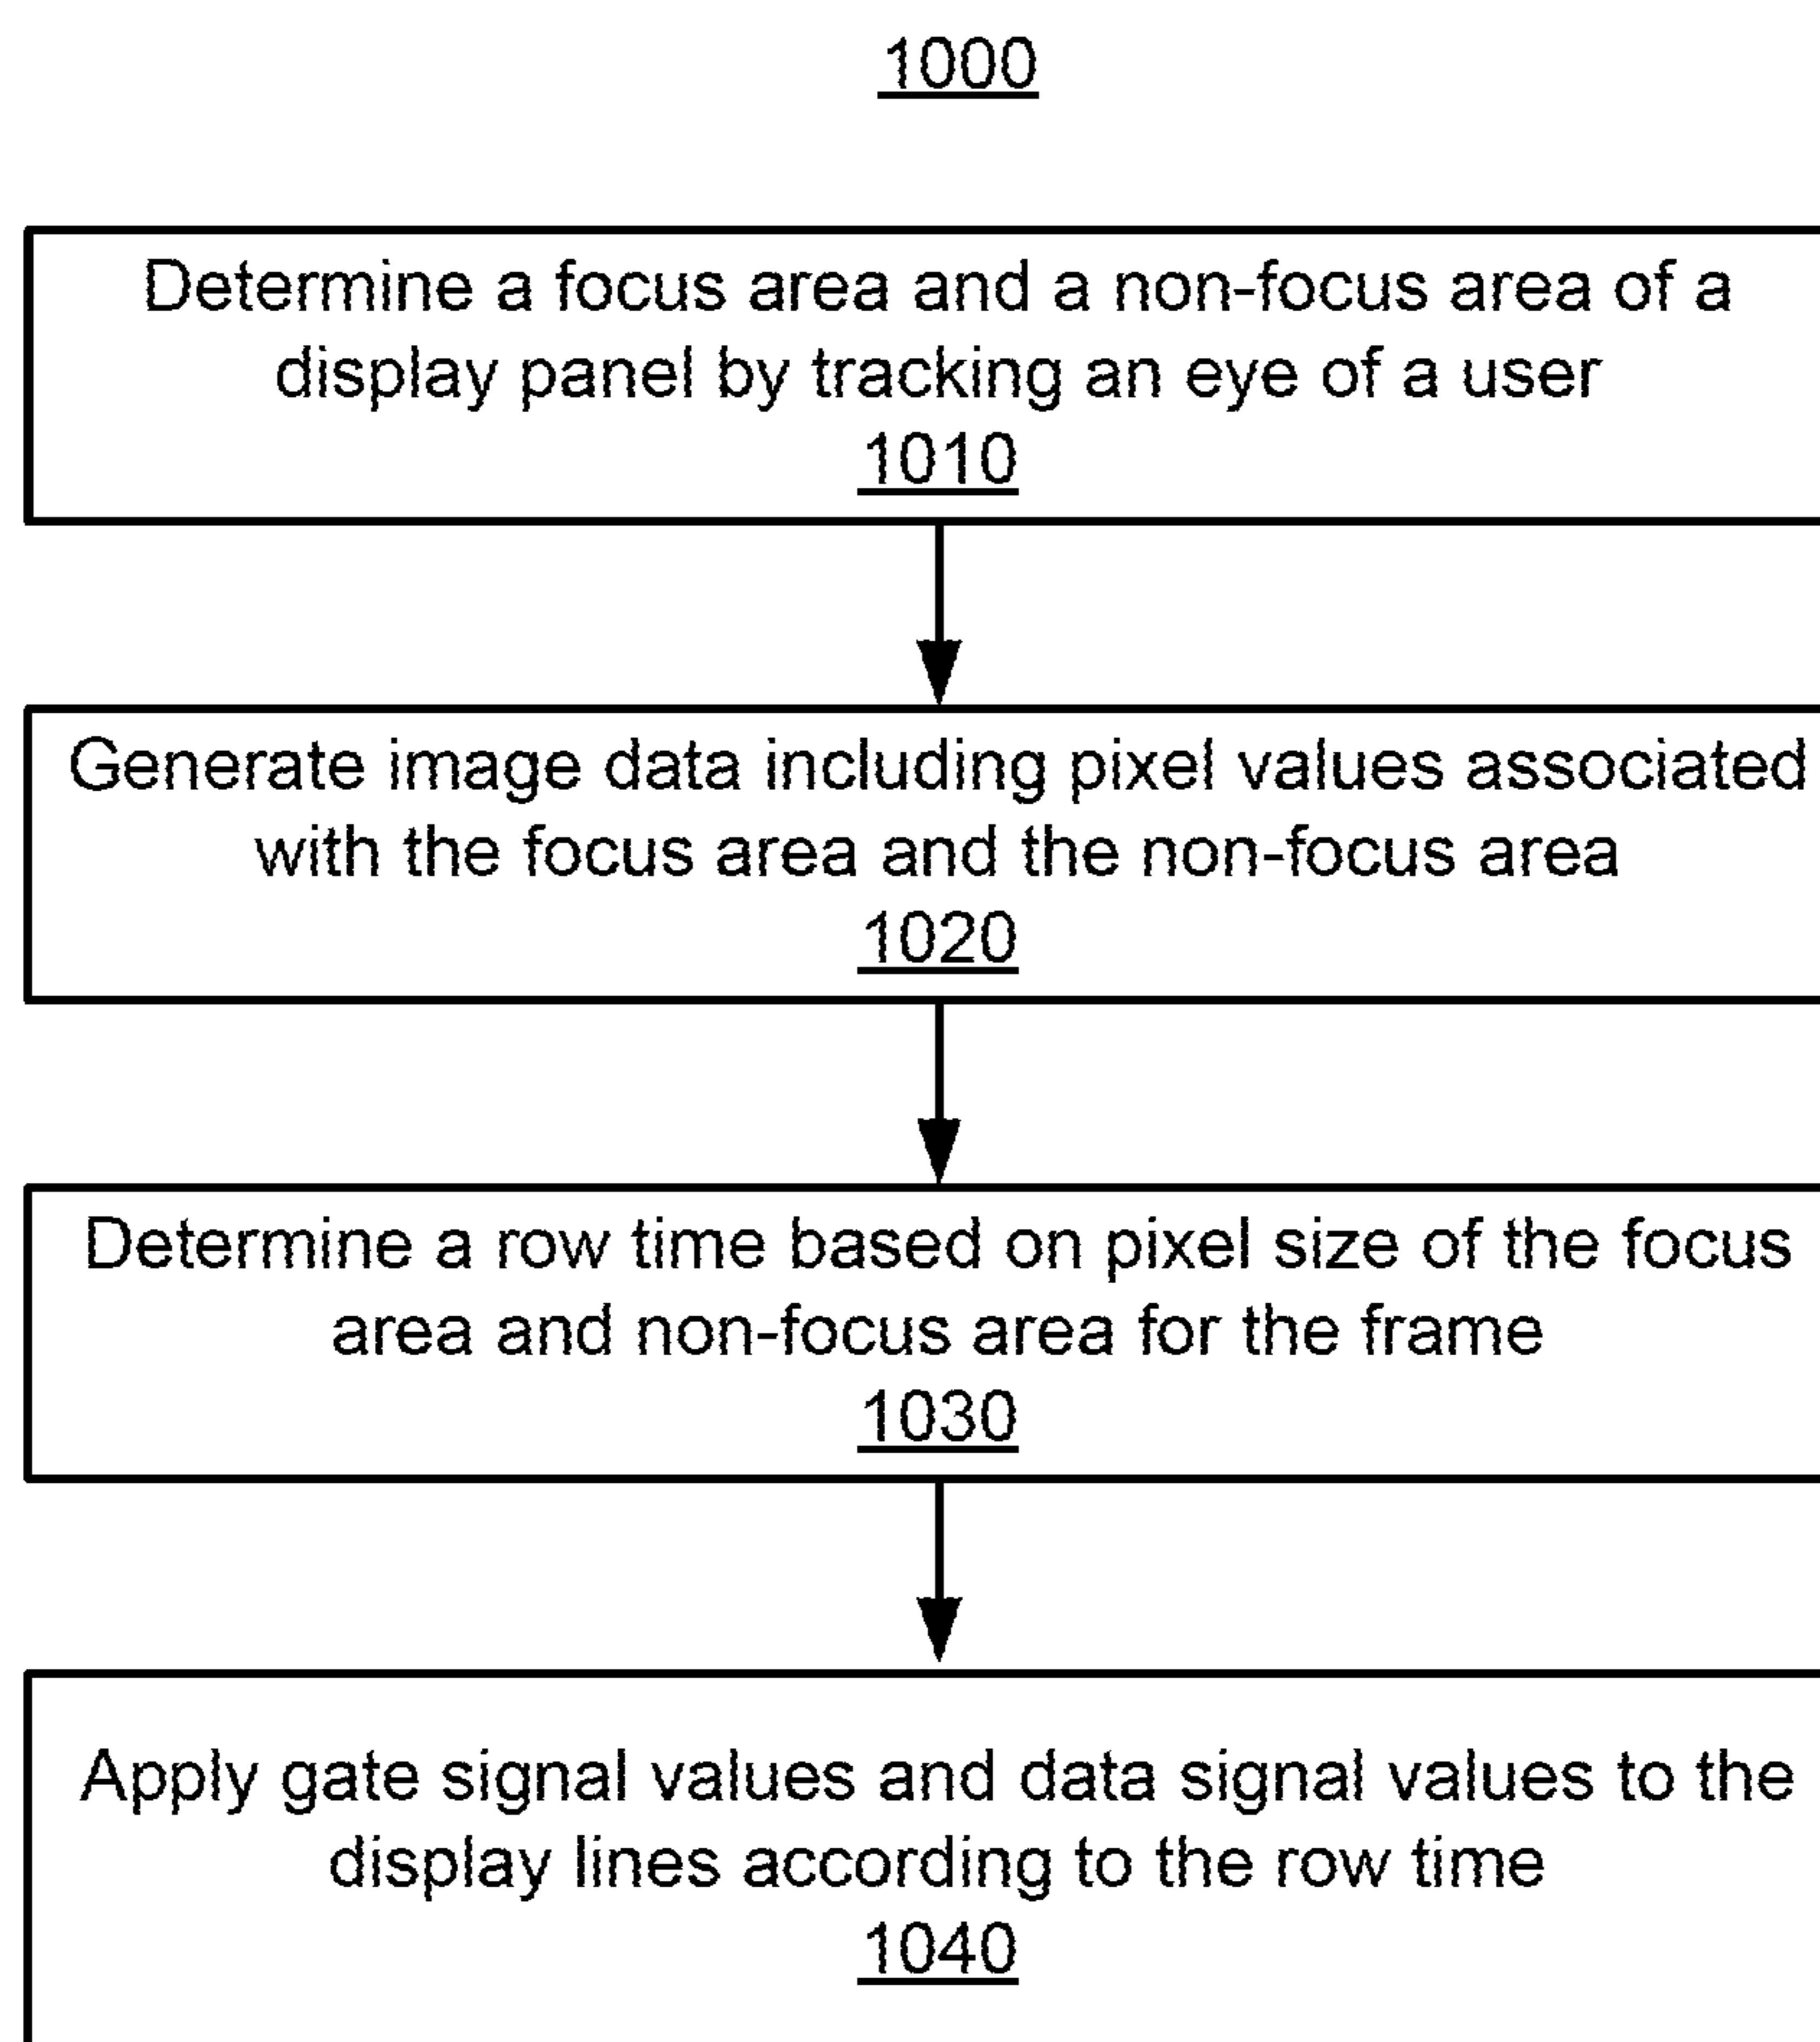 1000
Determine a focus area and a non-focus area of a
display panel by tracking an eye of a user
1010
Generate image data including pixel values associated
with the focus area and the non-focus area
1020
Determine a row time based on pixel size of the focus
area and non-focus area for the frame
1030
Apply gate signal values and data signal values to the
display lines according to the row time
1040